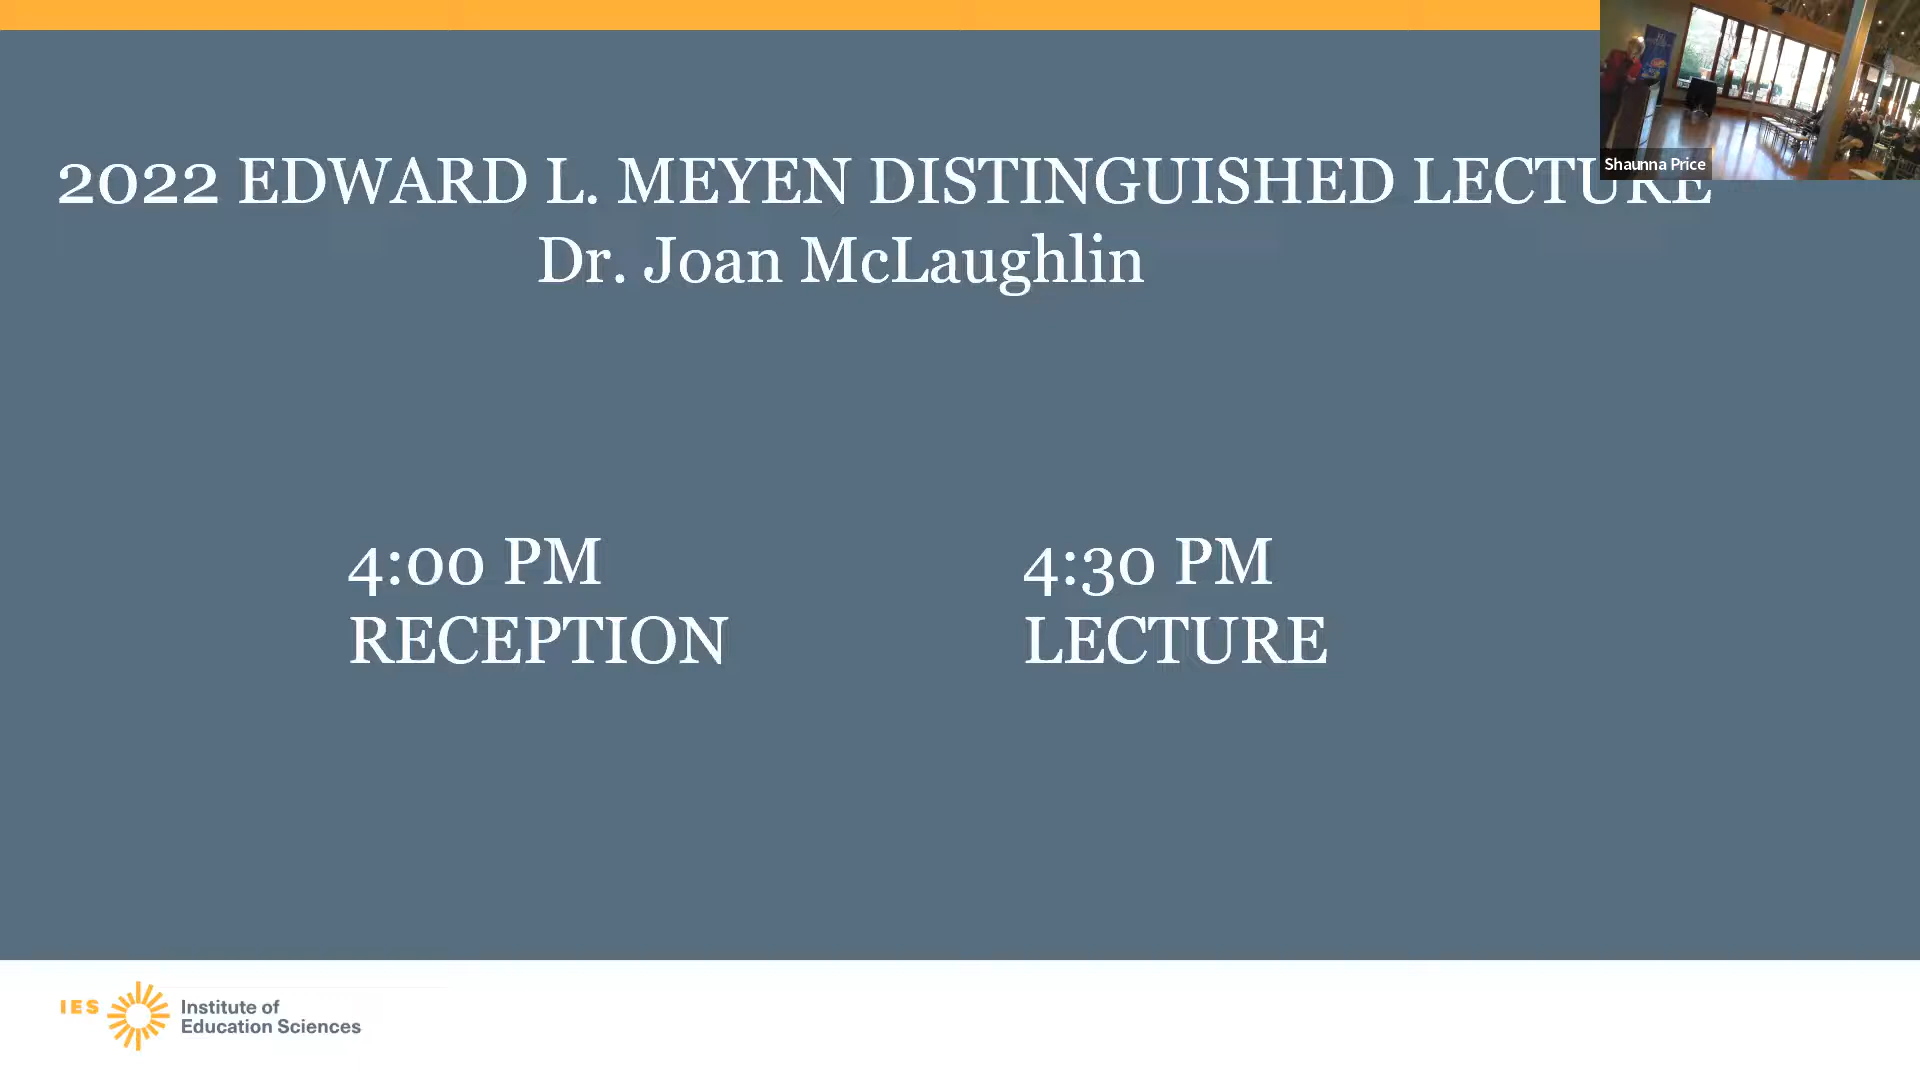 2022 EDWARD L. MEYEN DISTINGUISHED LECTURE
Dr. Joan McLaughlin
Shaunna Price
4:00 PM
RECEPTION
4:30 PM
LECTURE
IES
Institute of
Education Sciences